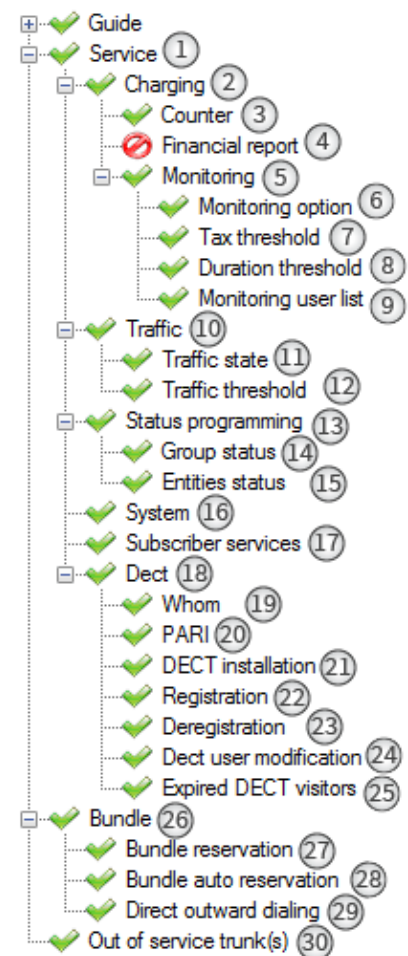 Guide
Service 1
Charging 2
Counter 3
Financial report 4
Monitoring 5
Monitoring option 6
Tax threshold 7
Duration threshold 8
Monitoring user list 9
Traffic 10
Traffic state 11
Traffic threshold 12
Status programming 13
Group status 14
Entities status 15
System 16
Subscriber services 17
Dect 18
Whom 19
PARI 20
DECT installation 21
Registration 22
Deregistration 23
Dect user modification 24
Expired DECT visitors 25
Bundle 26
Bundle reservation 27
Bundle auto reservation 28
Direct outward dialing 29
Out of service trunk(s) 30